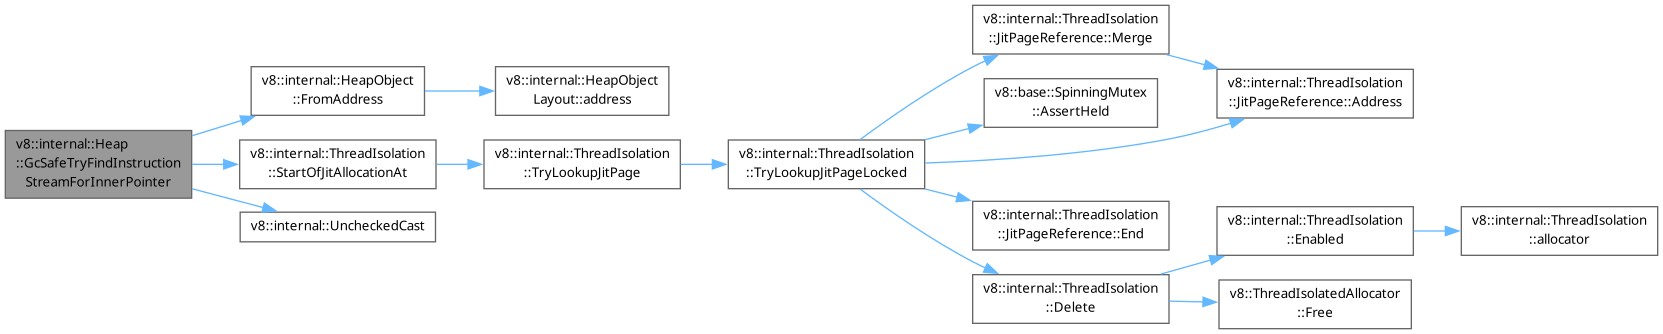 v8::internal::Heap
::GcSafeTryFindInstruction
StreamForInnerPointer
v8::internal::HeapObject
::FromAddress
v8::internal::HeapObject
Layout::address
v8::internal::ThreadIsolation
::StartOfJitAllocationAt
v8::internal::ThreadIsolation
::TryLookupJitPage
v8::internal::ThreadIsolation
::TryLookupJitPageLocked
v8::internal::ThreadIsolation
::JitPageReference::Merge
v8::internal::ThreadIsolation
::JitPageReference::Address
v8::base::SpinningMutex
::AssertHeld
v8::internal::ThreadIsolation
::JitPageReference::End
v8::internal::ThreadIsolation
::Delete
v8::internal::ThreadIsolation
::Enabled
v8::internal::ThreadIsolation
::allocator
v8::ThreadIsolatedAllocator
::Free
v8::internal::UncheckedCast